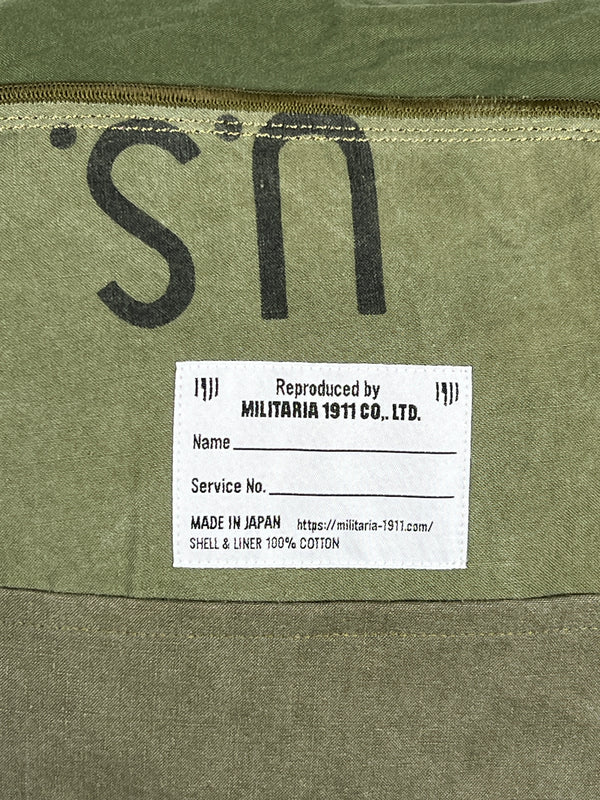 U.S.
Reproduced by
MILITARIA 1911 CO,. LTD.
Name
Service No.
MADE IN JAPAN https://militaria-1911.com/
SHELL & LINER 100% COTTON